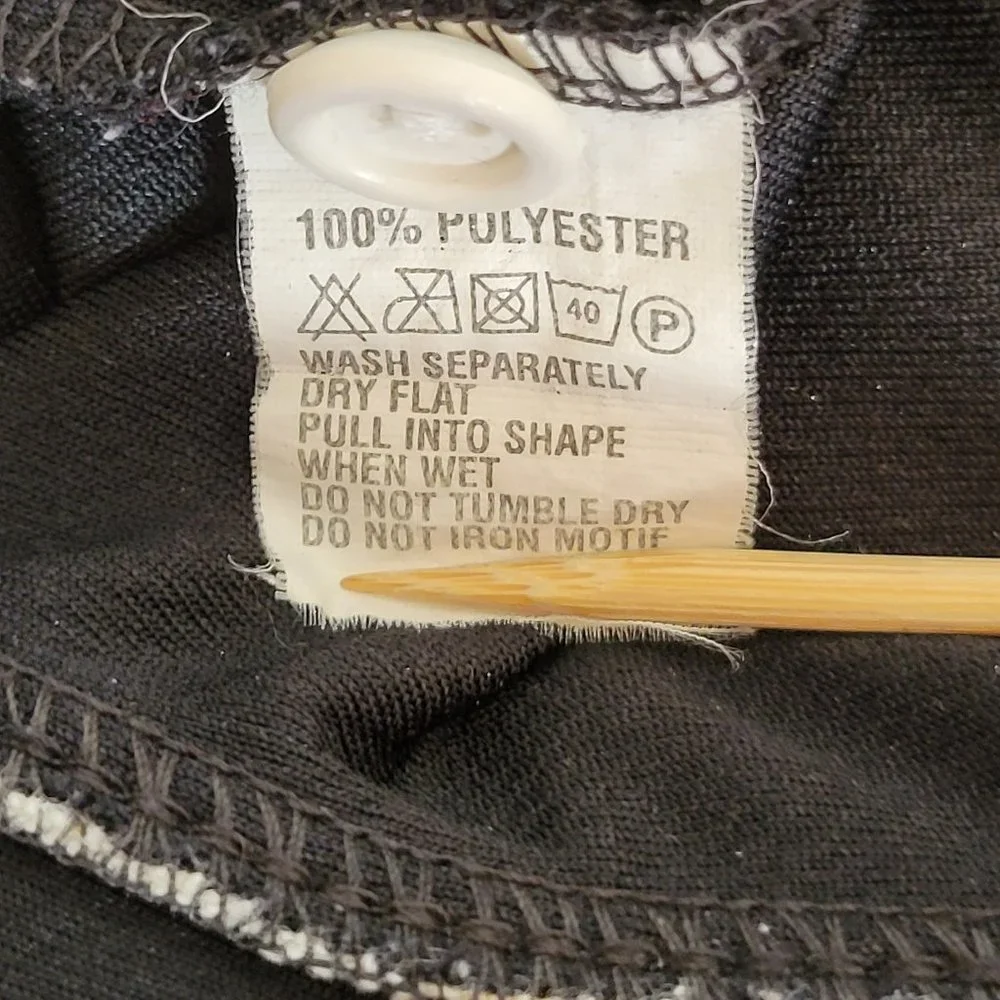 100% POLYESTER
40 P
WASH SEPARATELY
DRY FLAT
PULL INTO SHAPE
WHEN WET
DO NOT TUMBLE DRY
DO NOT IRON MOTIF